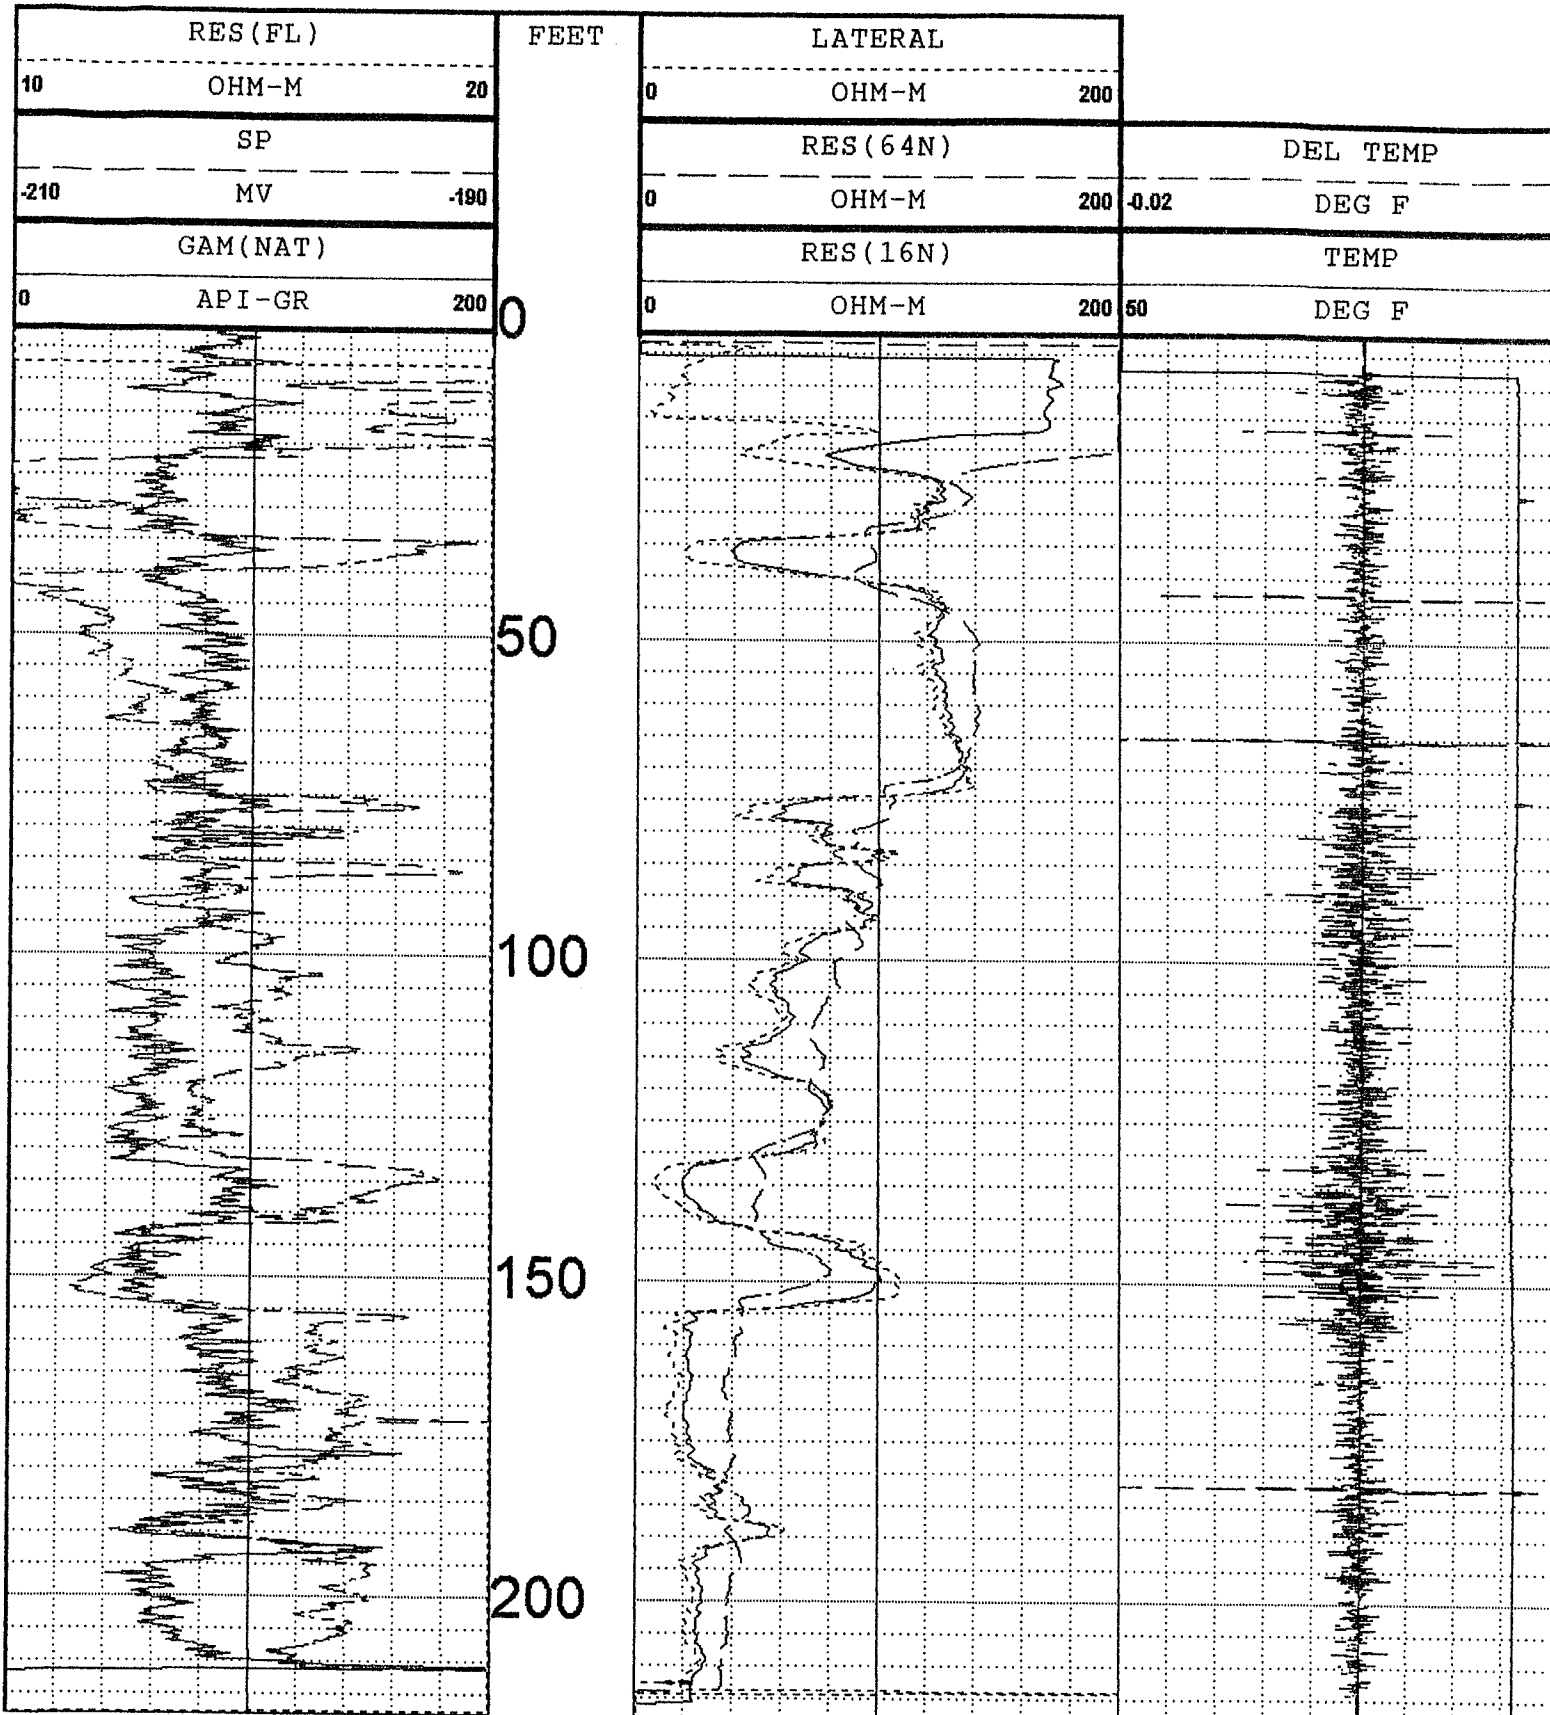 RES(FL)
10 OHM-M 20
SP
-210 MV -190
GAM(NAT)
0 API-GR 200
FEET
LATERAL
0 OHM-M 200
RES(64N)
0 OHM-M 200
RES(16N)
0 OHM-M 200
DEL TEMP
-0.02 DEG F
TEMP
50 DEG F
0
50
100
150
200